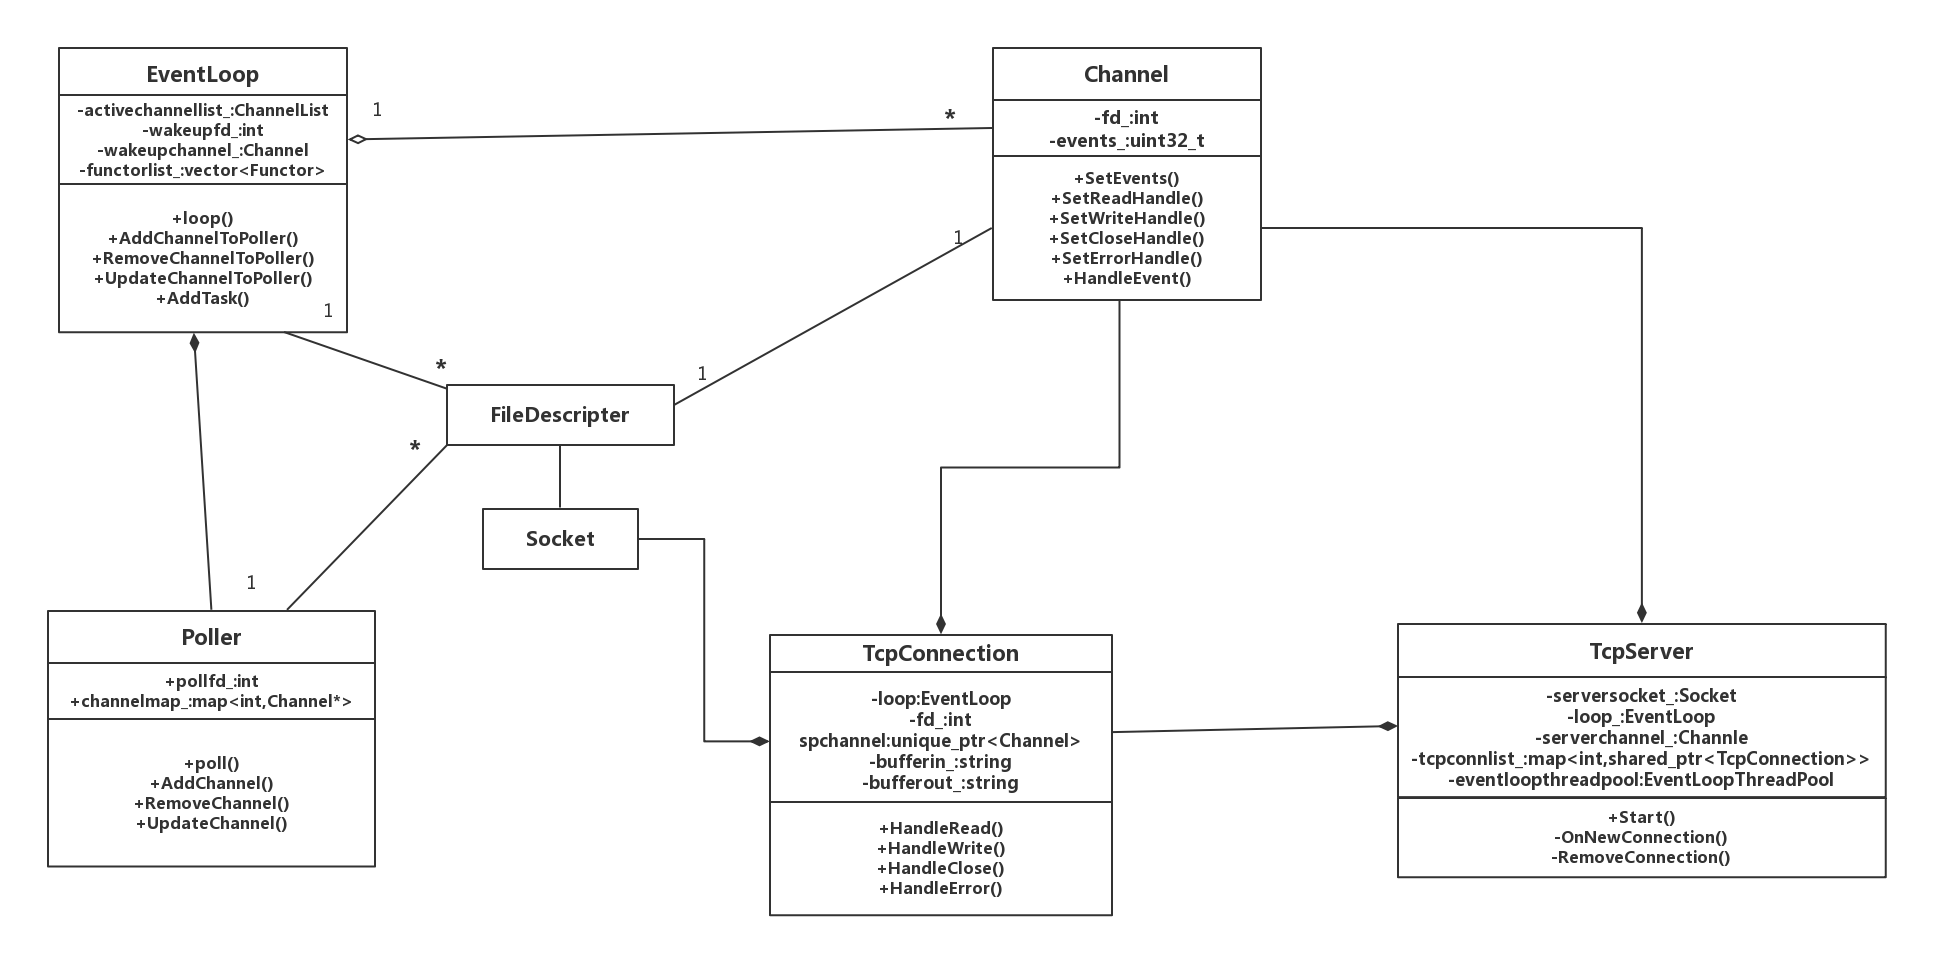 EventLoop
-activechannellist_:ChannelList
-wakeupfd_:int
-wakeupchannel_:Channel
-functorlist_:vector<Functor>
+loop()
+AddChannelToPoller()
+RemoveChannelToPoller()
+UpdateChannelToPoller()
+AddTask()
1
*
1
*
Channel
-fd_:int
-events_:uint32_t
+SetEvents()
+SetReadHandle()
+SetWriteHandle()
+SetCloseHandle()
+SetErrorHandle()
+HandleEvent()
1
1
FileDescripter
*
1
Socket
Poller
+pollfd_:int
+channelmap_:map<int,Channel*>
+poll()
+AddChannel()
+RemoveChannel()
+UpdateChannel()
TcpConnection
-loop:EventLoop
-fd_:int
spchannel:unique_ptr<Channel>
-bufferin_:string
-bufferout_:string
+HandleRead()
+HandleWrite()
+HandleClose()
+HandleError()
TcpServer
-serversocket_:Socket
-loop_:EventLoop
-serverchannel_:Channle
-tcpconnlist_:map<int,shared_ptr<TcpConnection>>
-eventloopthreadpool:EventLoopThreadPool
+Start()
-OnNewConnection()
-RemoveConnection()